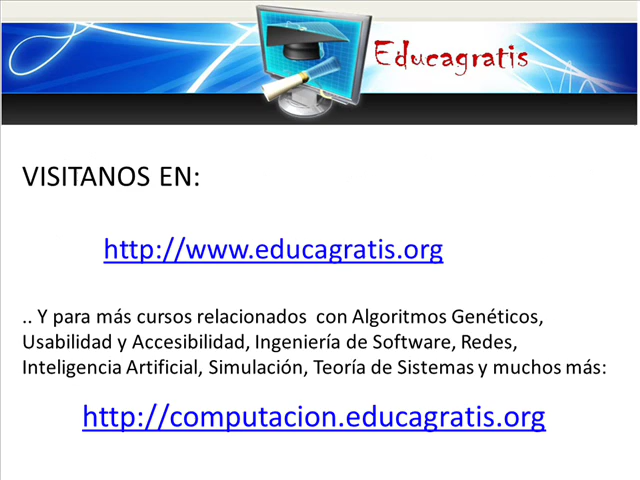 Educagratis
VISITANOS EN:
http://www.educagratis.org
.. Y para más cursos relacionados con Algoritmos Genéticos,
Usabilidad y Accesibilidad, Ingeniería de Software, Redes,
Inteligencia Artificial, Simulación, Teoría de Sistemas y muchos más:
http://computacion.educagratis.org